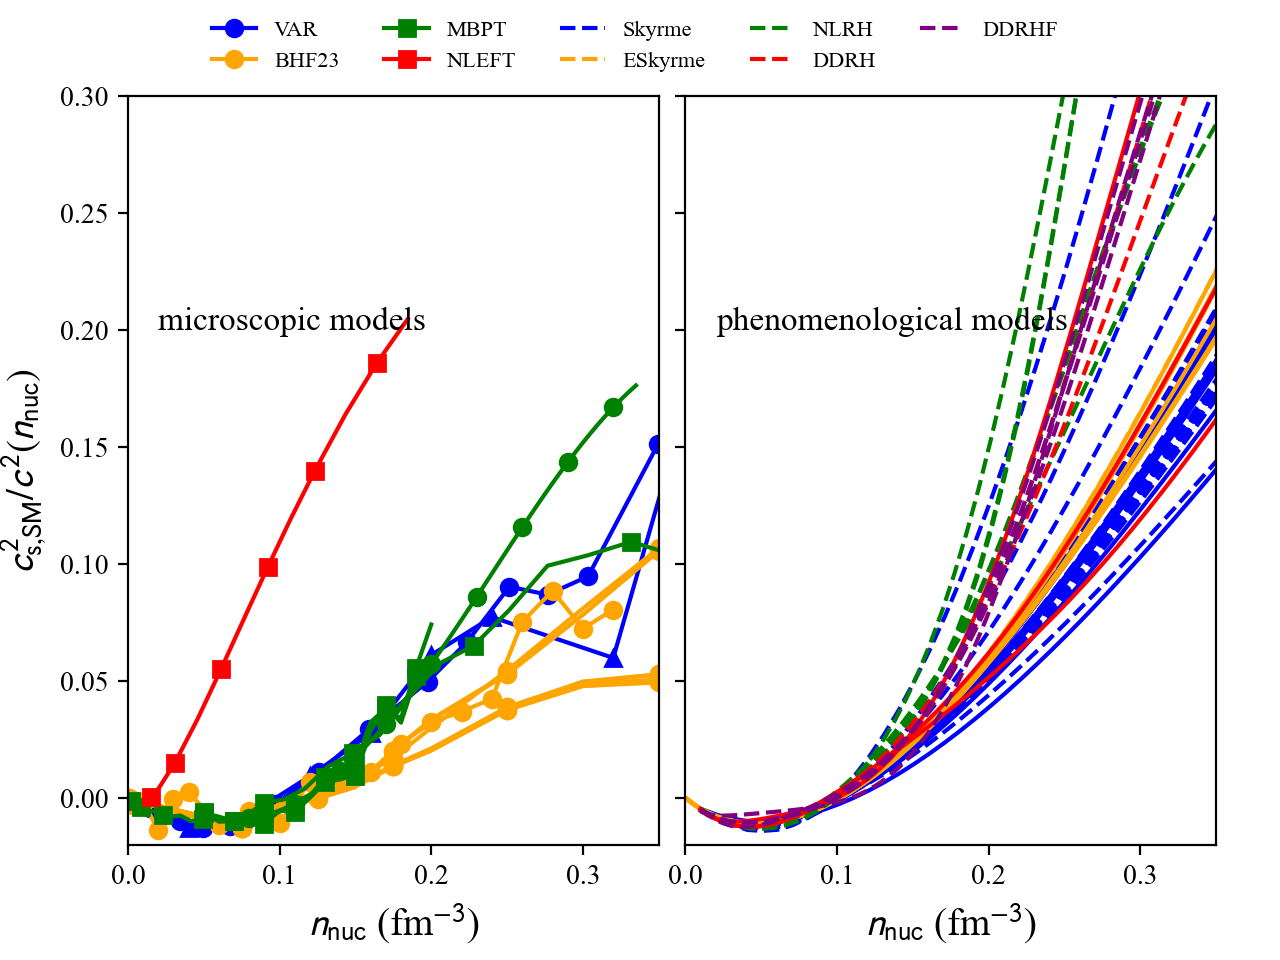 VAR MBPT Skyrme NLRH DDRHF
BHF23 NLEFT ESkyrme DDRH
0.30
0.25
0.20
0.15
0.10
0.05
0.00
c²s,SM/c²(nnuc)
microscopic models
phenomenological models
0.0 0.1 0.2 0.3
0.0 0.1 0.2 0.3
nnuc (fm⁻³)
nnuc (fm⁻³)